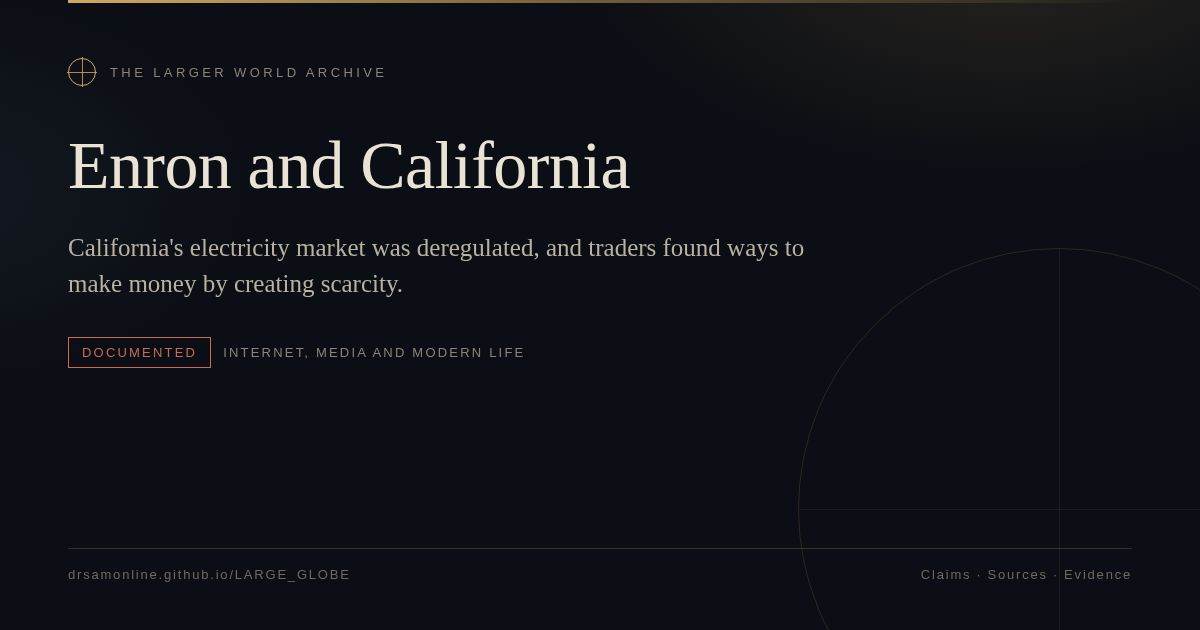 THE LARGER WORLD ARCHIVE
Enron and California
California's electricity market was deregulated, and traders found ways to
make money by creating scarcity.
DOCUMENTED INTERNET, MEDIA AND MODERN LIFE
drsamonline.github.io/LARGE_GLOBE
Claims · Sources · Evidence